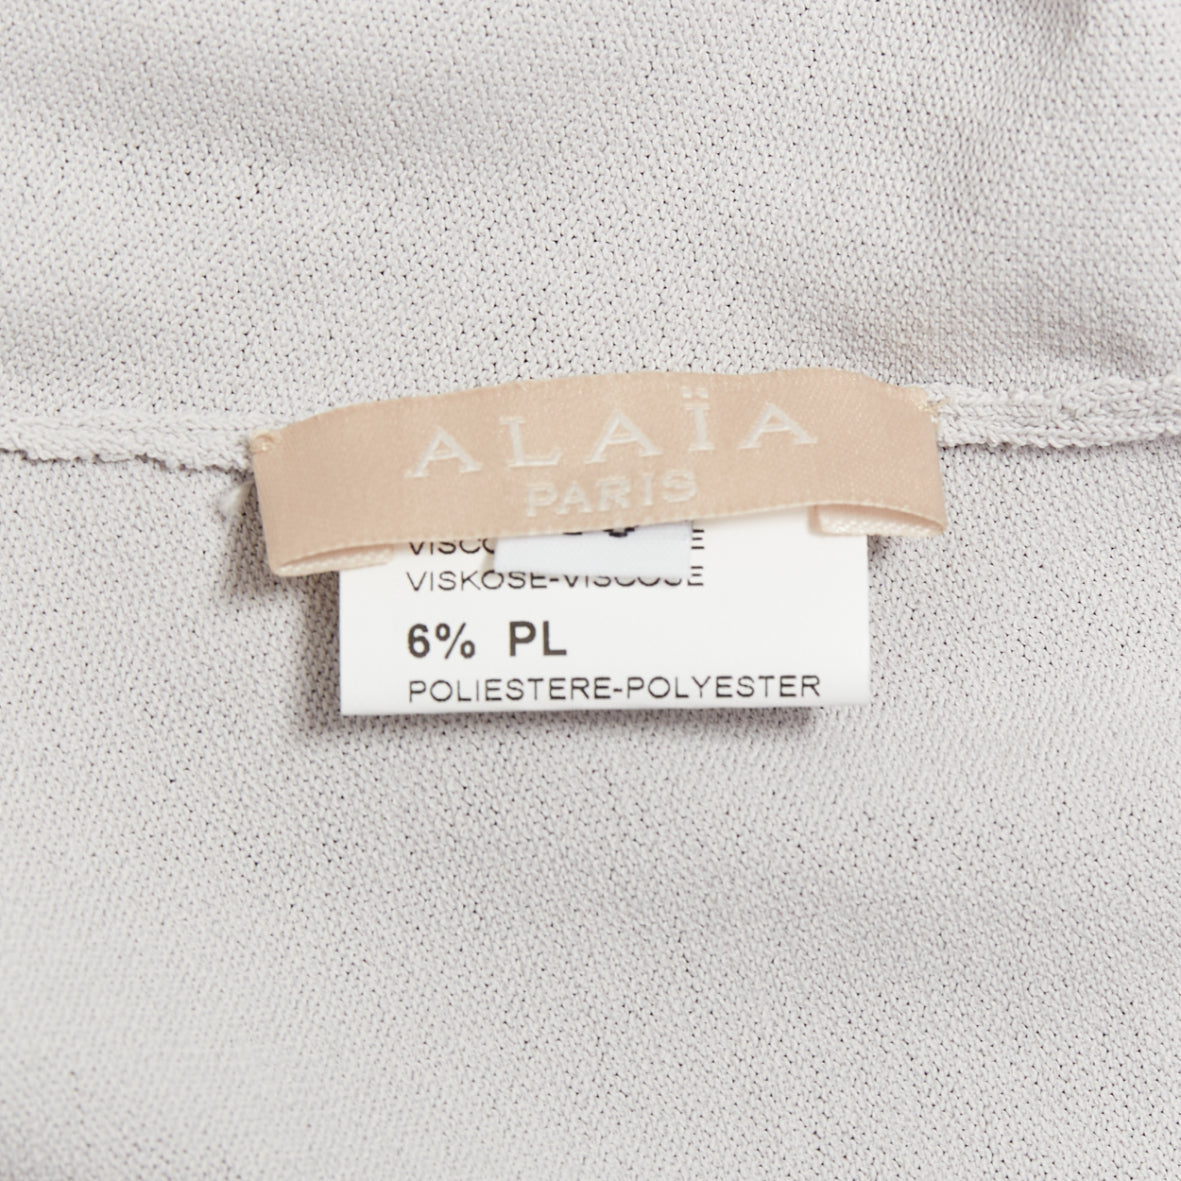 ALAÏA
PARIS
VISKOSE-VISCOSE
6% PL
POLIESTERE-POLYESTER